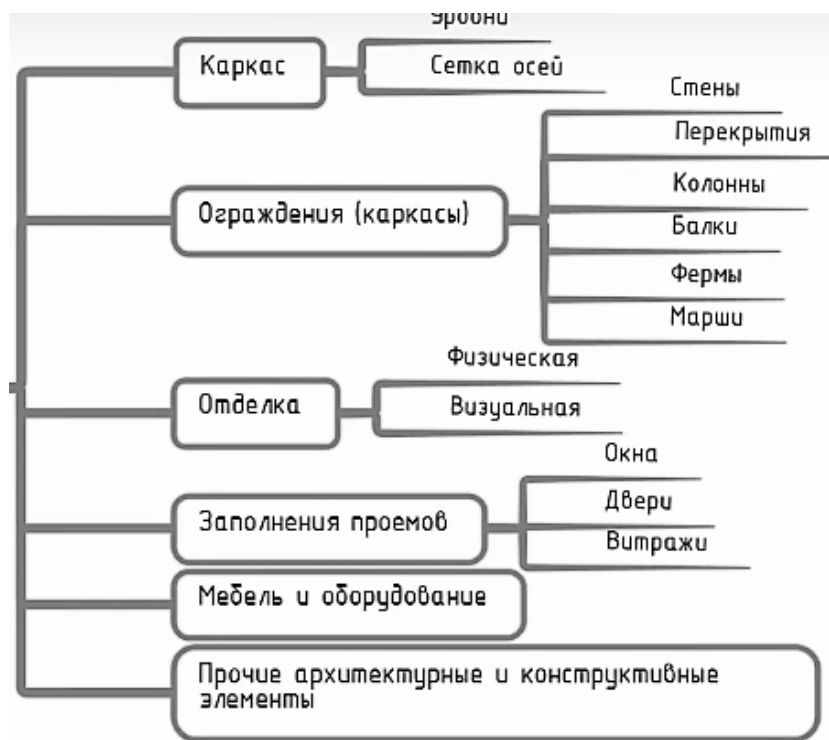 Уровни
Каркас
Сетка осей
Стены
Перекрытия
Ограждения (каркасы)
Колонны
Балки
Фермы
Марши
Физическая
Отделка
Визуальная
Окна
Заполнения проемов
Двери
Витражи
Мебель и оборудование
Прочие архитектурные и конструктивные
элементы